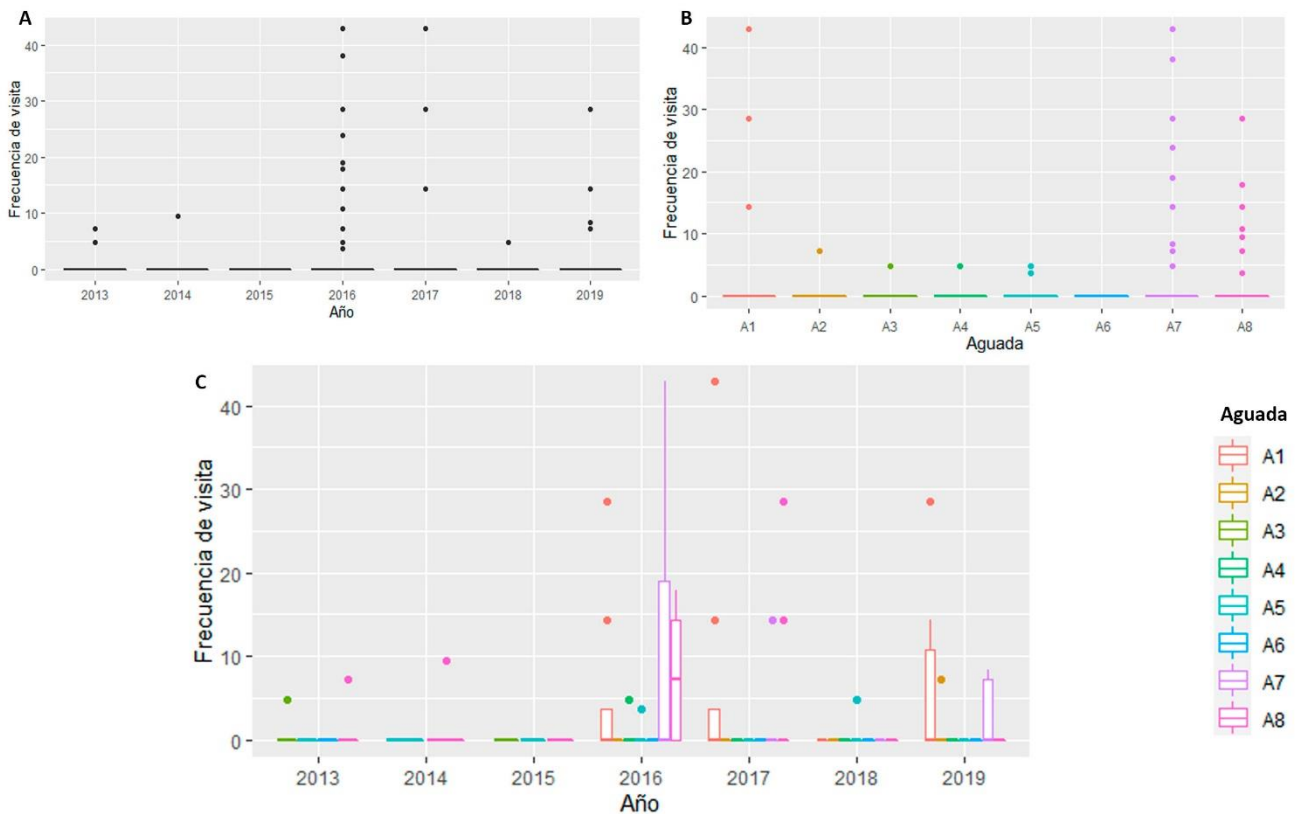 A
Frecuencia de visita
40
30
20
10
0
2013 2014 2015 2016 2017 2018 2019
Año
B
Frecuencia de visita
40
30
20
10
0
A1 A2 A3 A4 A5 A6 A7 A8
Aguada
C
Frecuencia de visita
40
30
20
10
0
2013 2014 2015 2016 2017 2018 2019
Año
Aguada
A1
A2
A3
A4
A5
A6
A7
A8